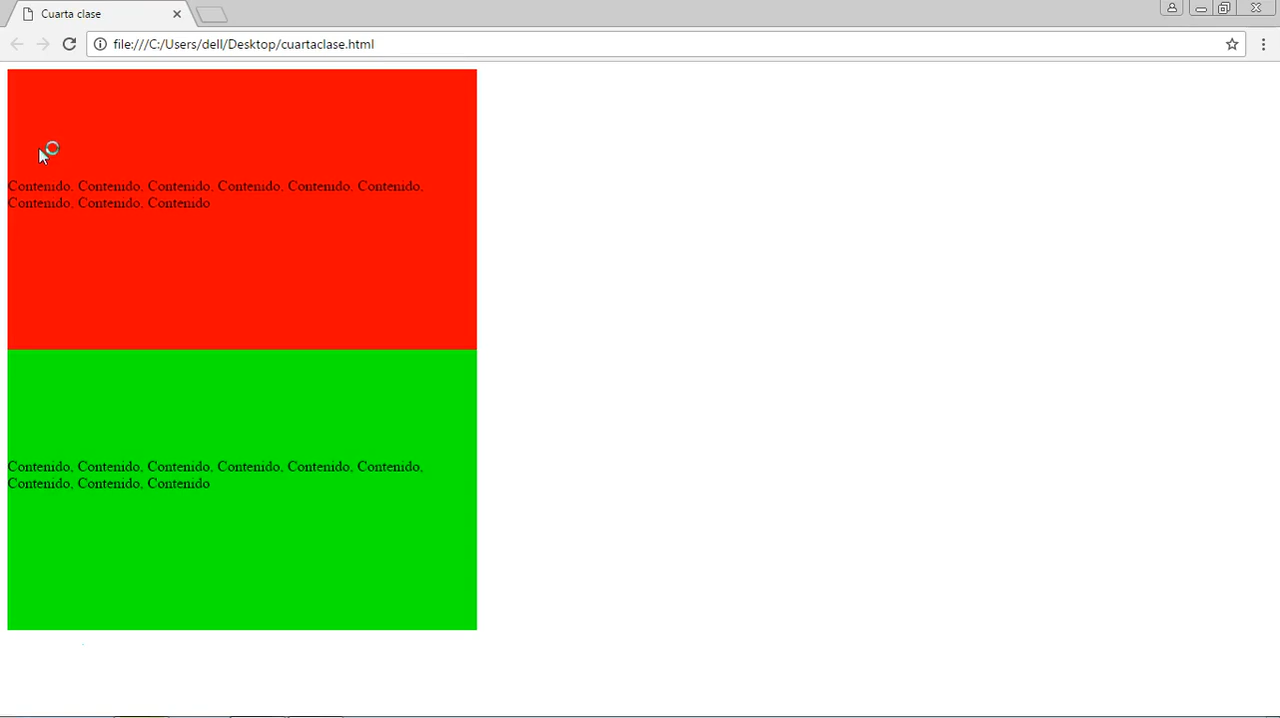 Cuarta clase
file:///C:/Users/dell/Desktop/cuartaclase.html
Contenido, Contenido, Contenido, Contenido, Contenido, Contenido,
Contenido, Contenido, Contenido
Contenido, Contenido, Contenido, Contenido, Contenido, Contenido,
Contenido, Contenido, Contenido